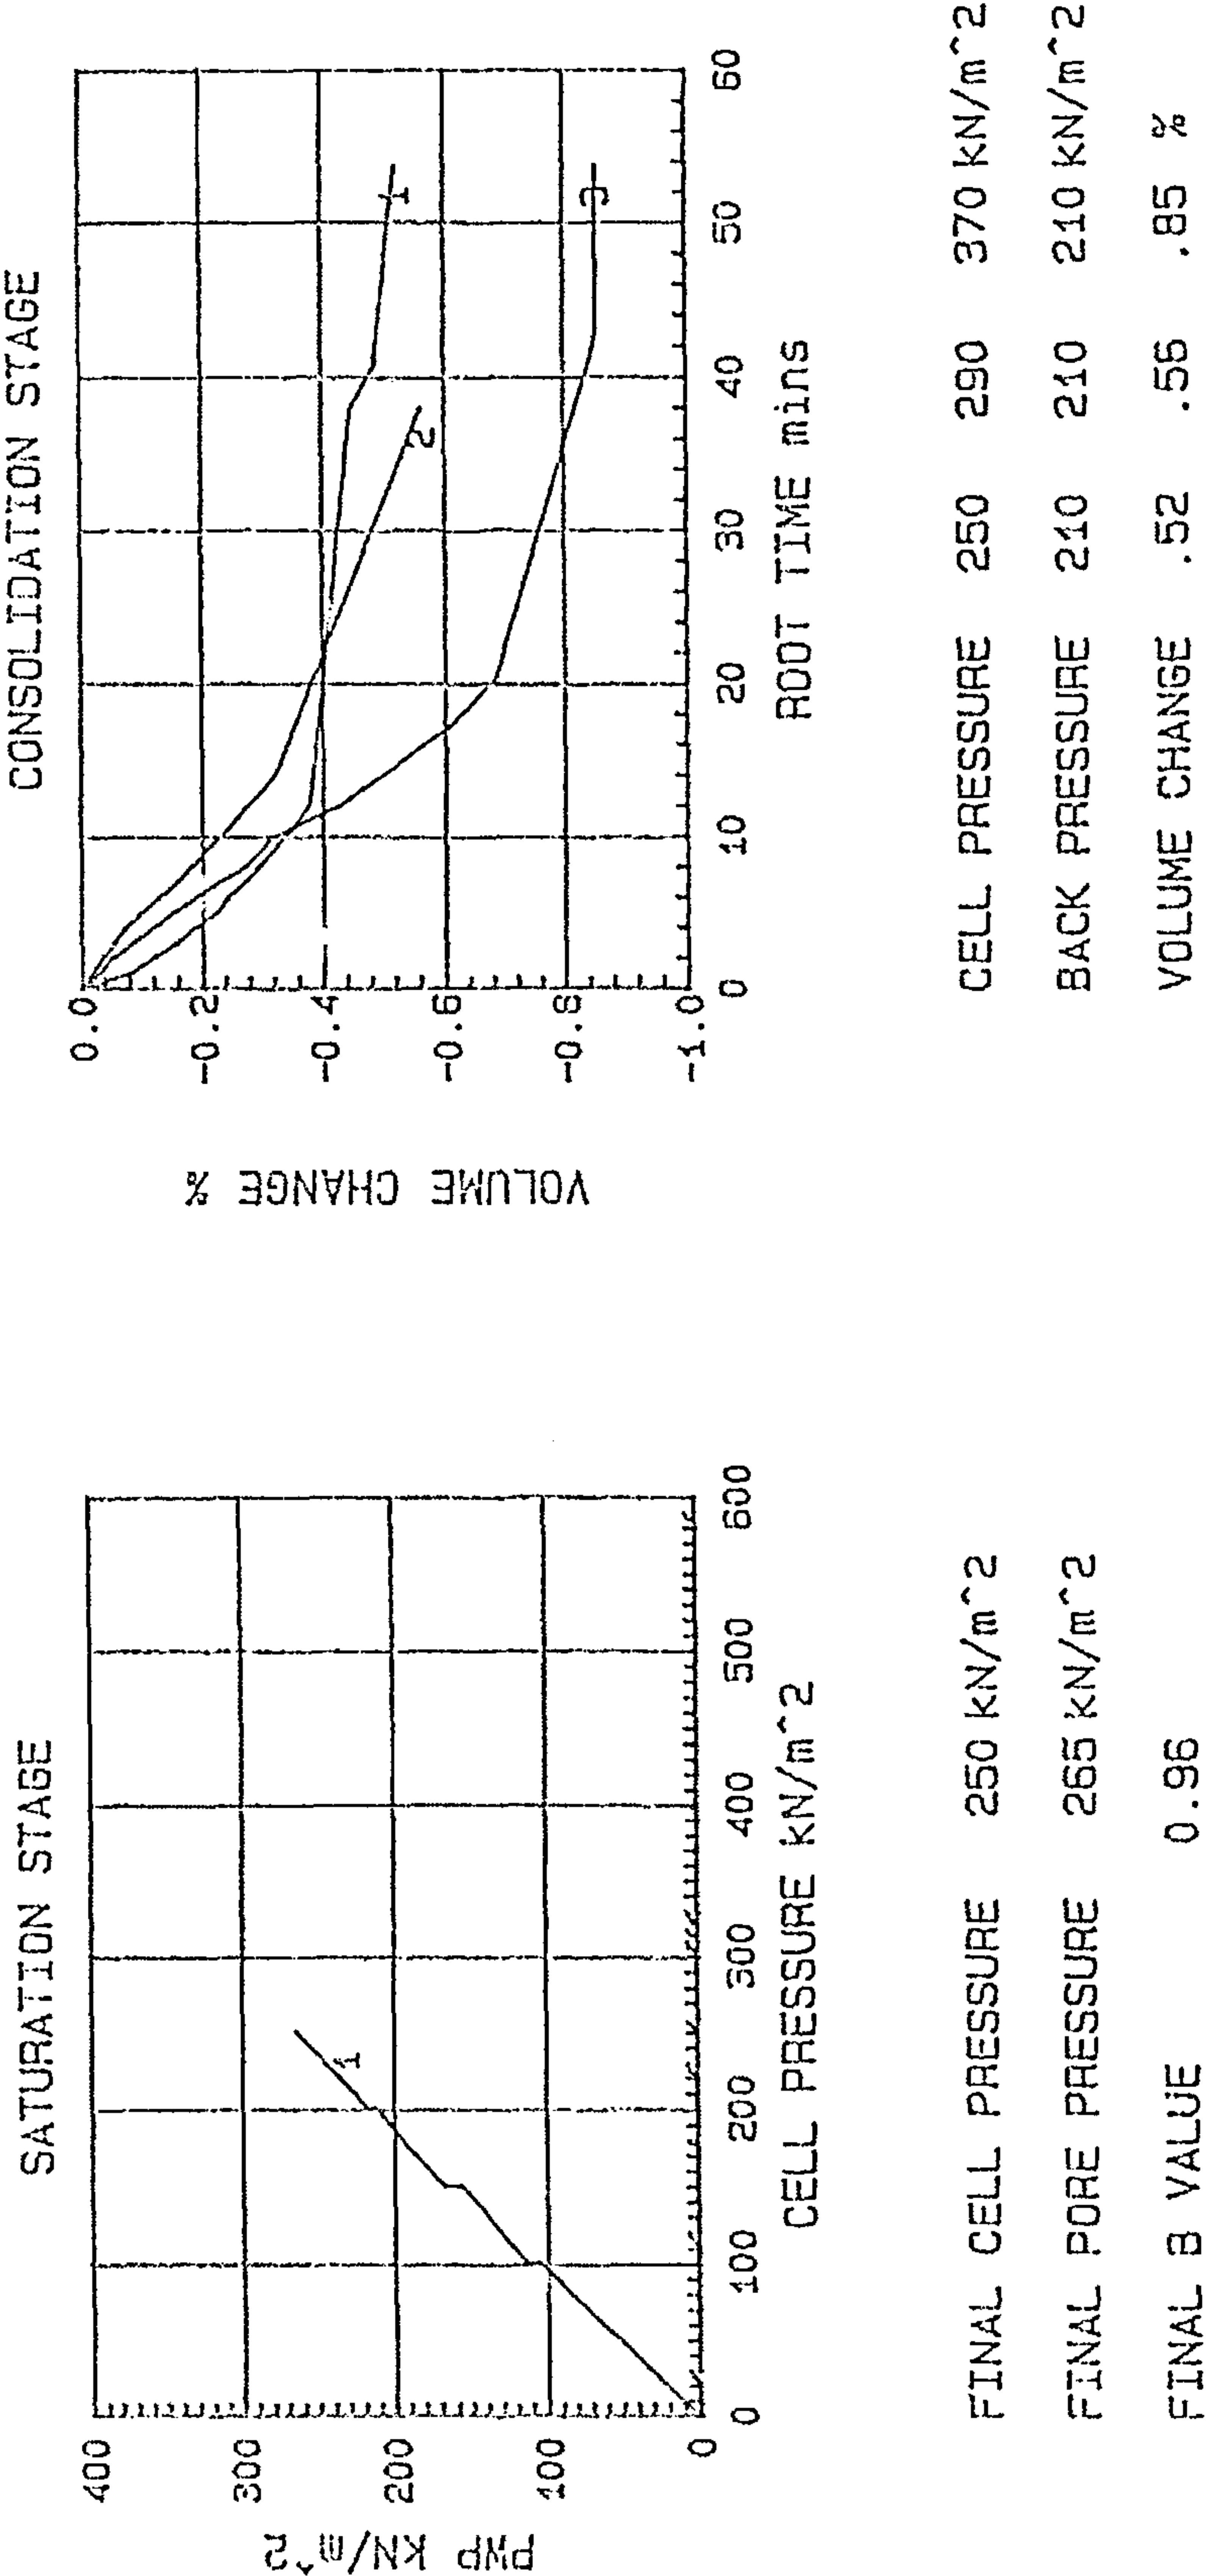 SATURATION STAGE
PWP KN/m^2
400
200
100
0
1
0 100 200 300 400 500 600
CELL PRESSURE kN/m^2
FINAL CELL PRESSURE 250 kN/m^2
FINAL PORE PRESSURE 265 kN/m^2
FINAL B VALUE 0.96
CONSOLIDATION STAGE
VOLUME CHANGE %
0.0
-0.2
-0.4
-0.6
-0.8
-1.0
1
2
3
0 10 20 30 40 50 60
ROOT TIME mins
CELL PRESSURE 250 290 370 kN/m^2
BACK PRESSURE 210 210 210 kN/m^2
VOLUME CHANGE .52 .56 .85 %